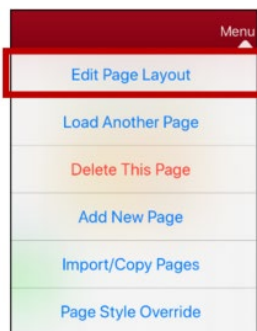 Menu
Edit Page Layout
Load Another Page
Delete This Page
Add New Page
Import/Copy Pages
Page Style Override